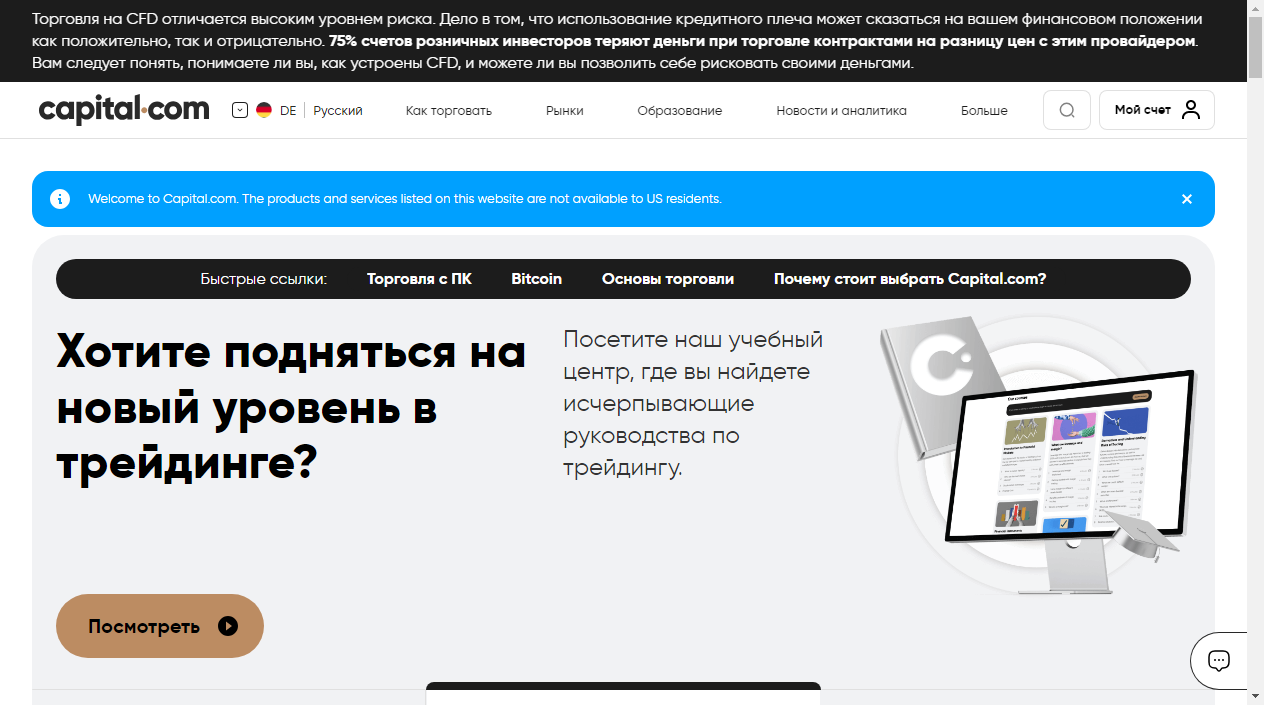 Торговля на CFD отличается высоким уровнем риска. Дело в том, что использование кредитного плеча может сказаться на вашем финансовом положении
как положительно, так и отрицательно. 75% счетов розничных инвесторов теряют деньги при торговле контрактами на разницу цен с этим провайдером.
Вам следует понять, понимаете ли вы, как устроены CFD, и можете ли вы позволить себе рисковать своими деньгами.
capital.com DE Русский Как торговать Рынки Образование Новости и аналитика Больше Мой счет
Welcome to Capital.com. The products and services listed on this website are not available to US residents.
Быстрые ссылки: Торговля с ПК Bitcoin Основы торговли Почему стоит выбрать Capital.com?
Хотите подняться на
новый уровень в
трейдинге?
Посетите наш учебный
центр, где вы найдете
исчерпывающие
руководства по
трейдингу.
Посмотреть